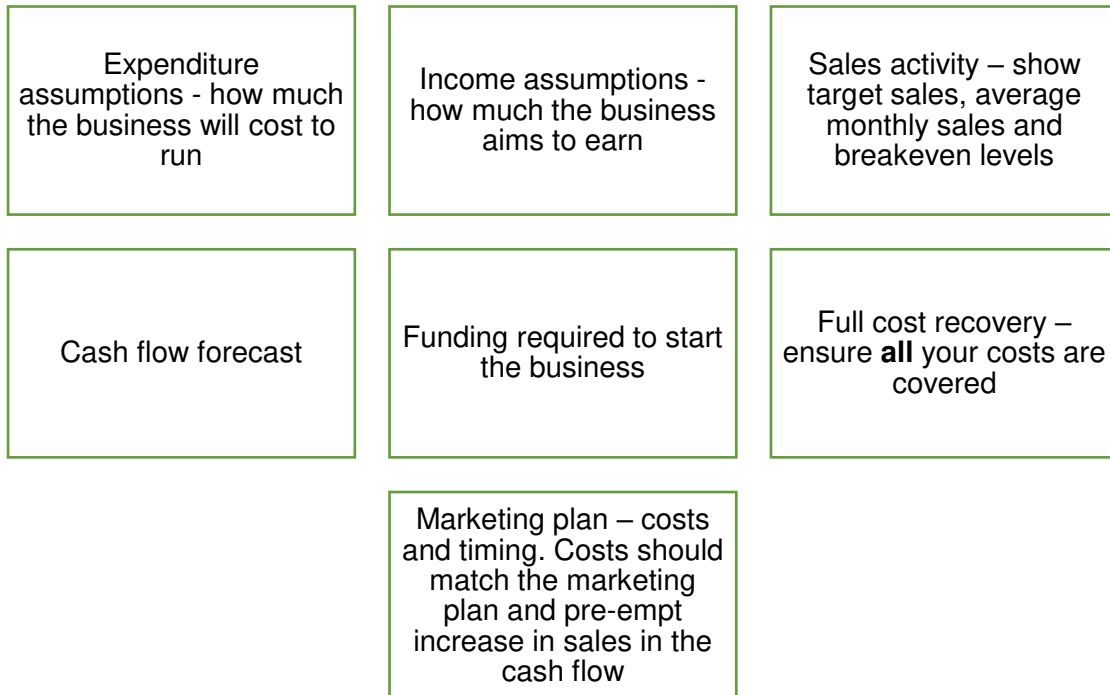 Expenditure
assumptions - how much
the business will cost to
run
Income assumptions -
how much the business
aims to earn
Sales activity – show
target sales, average
monthly sales and
breakeven levels
Cash flow forecast
Funding required to start
the business
Full cost recovery –
ensure all your costs are
covered
Marketing plan – costs
and timing. Costs should
match the marketing
plan and pre-empt
increase in sales in the
cash flow